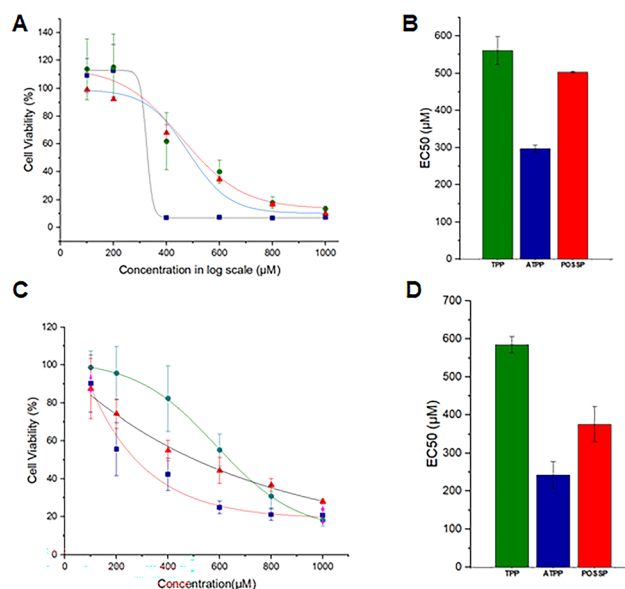 A
140
120
100
80
60
40
20
0
Cell Viability (%)
0 200 400 600 800 1000
Concentration in log scale (µM)
B
600
500
400
300
200
100
0
EC50 (µM)
TPP ATPP POSSP
C
120
100
80
60
40
20
0
Cell Viability (%)
0 200 400 600 800 1000
Concentration(µM)
D
700
600
500
400
300
200
100
0
EC50 (µM)
TPP ATPP POSSP